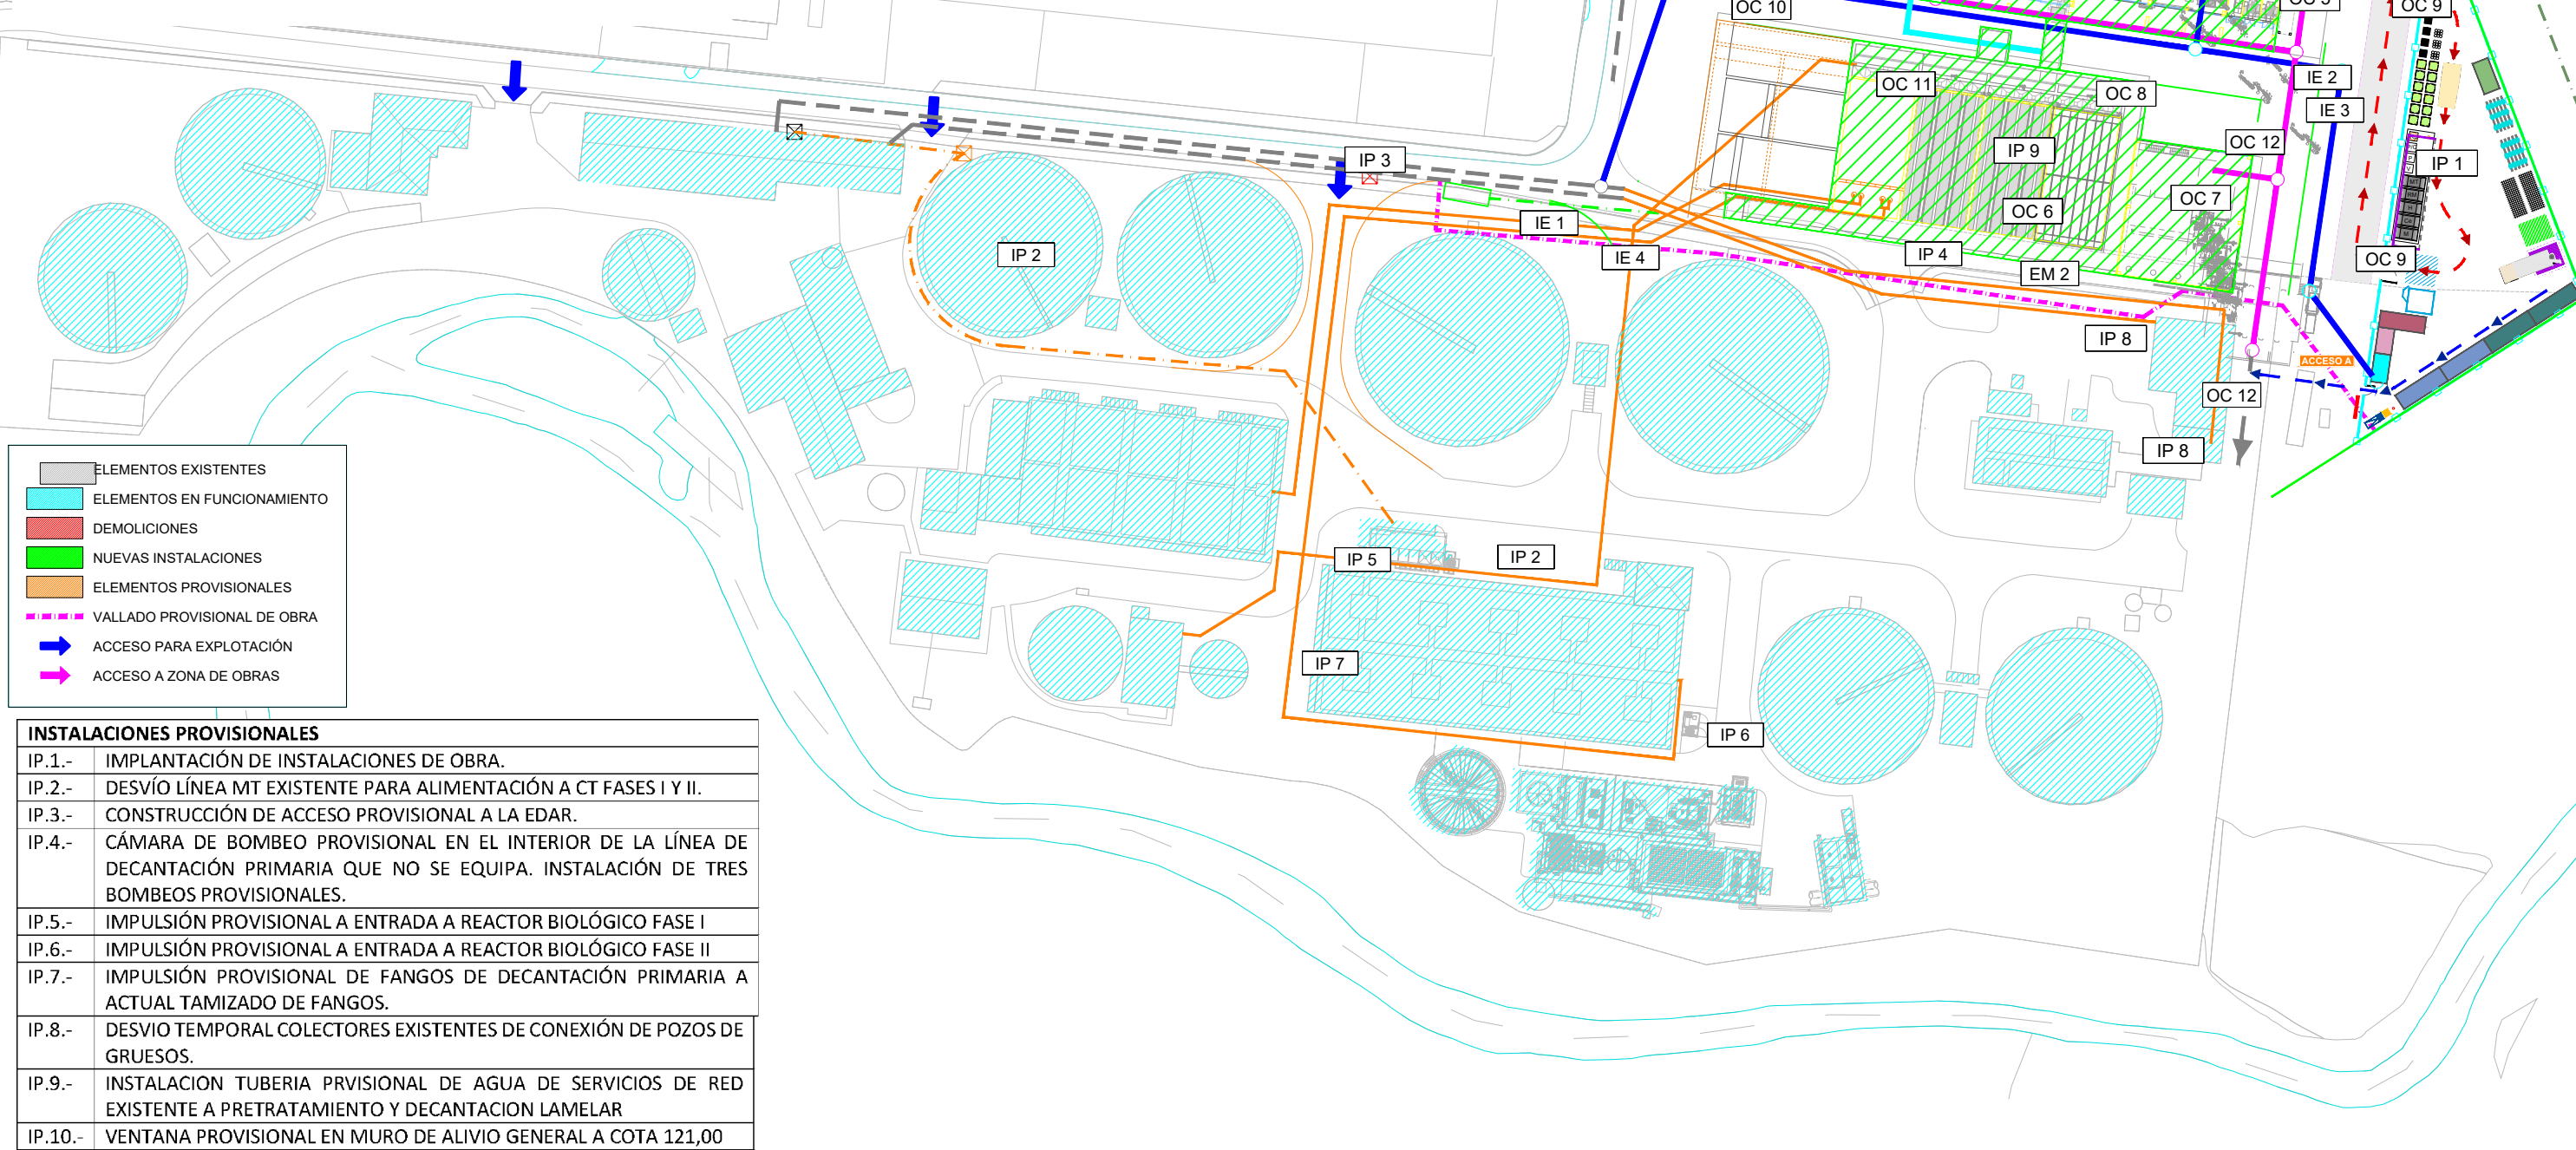 OC 10
OC 9
IE 2
OC 11
OC 8
IE 3
OC 12
IP 9
IP 3
IP 1
OC 7
OC 6
IE 1
IP 2
IE 4
IP 4
OC 9
EM 2
IP 8
ACCESO A
OC 12
IP 8
IP 5
IP 2
IP 7
IP 6
ELEMENTOS EXISTENTES
ELEMENTOS EN FUNCIONAMIENTO
DEMOLICIONES
NUEVAS INSTALACIONES
ELEMENTOS PROVISIONALES
VALLADO PROVISIONAL DE OBRA
ACCESO PARA EXPLOTACIÓN
ACCESO A ZONA DE OBRAS
INSTALACIONES PROVISIONALES
IP.1.- IMPLANTACIÓN DE INSTALACIONES DE OBRA.
IP.2.- DESVÍO LÍNEA MT EXISTENTE PARA ALIMENTACIÓN A CT FASES I Y II.
IP.3.- CONSTRUCCIÓN DE ACCESO PROVISIONAL A LA EDAR.
IP.4.- CÁMARA DE BOMBEO PROVISIONAL EN EL INTERIOR DE LA LÍNEA DE
DECANTACIÓN PRIMARIA QUE NO SE EQUIPA. INSTALACIÓN DE TRES
BOMBEOS PROVISIONALES.
IP.5.- IMPULSIÓN PROVISIONAL A ENTRADA A REACTOR BIOLÓGICO FASE I
IP.6.- IMPULSIÓN PROVISIONAL A ENTRADA A REACTOR BIOLÓGICO FASE II
IP.7.- IMPULSIÓN PROVISIONAL DE FANGOS DE DECANTACIÓN PRIMARIA A
ACTUAL TAMIZADO DE FANGOS.
IP.8.- DESVIO TEMPORAL COLECTORES EXISTENTES DE CONEXIÓN DE POZOS DE
GRUESOS.
IP.9.- INSTALACION TUBERIA PRVISIONAL DE AGUA DE SERVICIOS DE RED
EXISTENTE A PRETRATAMIENTO Y DECANTACION LAMELAR
IP.10.- VENTANA PROVISIONAL EN MURO DE ALIVIO GENERAL A COTA 121,00